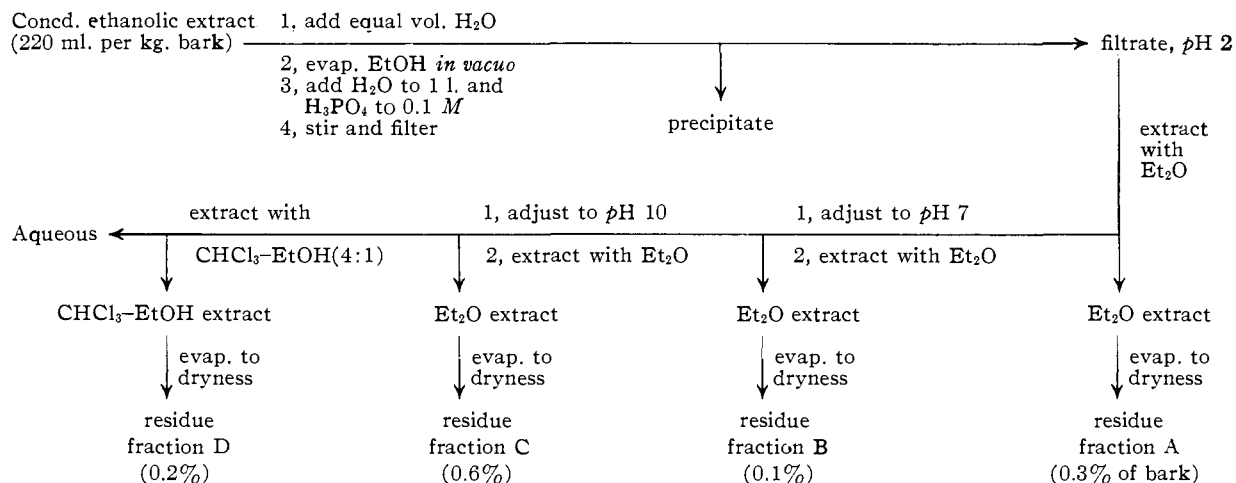 Concd. ethanolic extract
(220 ml. per kg. bark)
1, add equal vol. H₂O
2, evap. EtOH in vacuo
3, add H₂O to 1 l. and
H₃PO₄ to 0.1 M
4, stir and filter
precipitate
filtrate, pH 2
extract
with
Et₂O
Aqueous
extract with
CHCl₃–EtOH(4:1)
1, adjust to pH 10
2, extract with Et₂O
1, adjust to pH 7
2, extract with Et₂O
CHCl₃–EtOH extract
Et₂O extract
Et₂O extract
Et₂O extract
evap. to
dryness
evap. to
dryness
evap. to
dryness
evap. to
dryness
residue
fraction D
(0.2%)
residue
fraction C
(0.6%)
residue
fraction B
(0.1%)
residue
fraction A
(0.3% of bark)